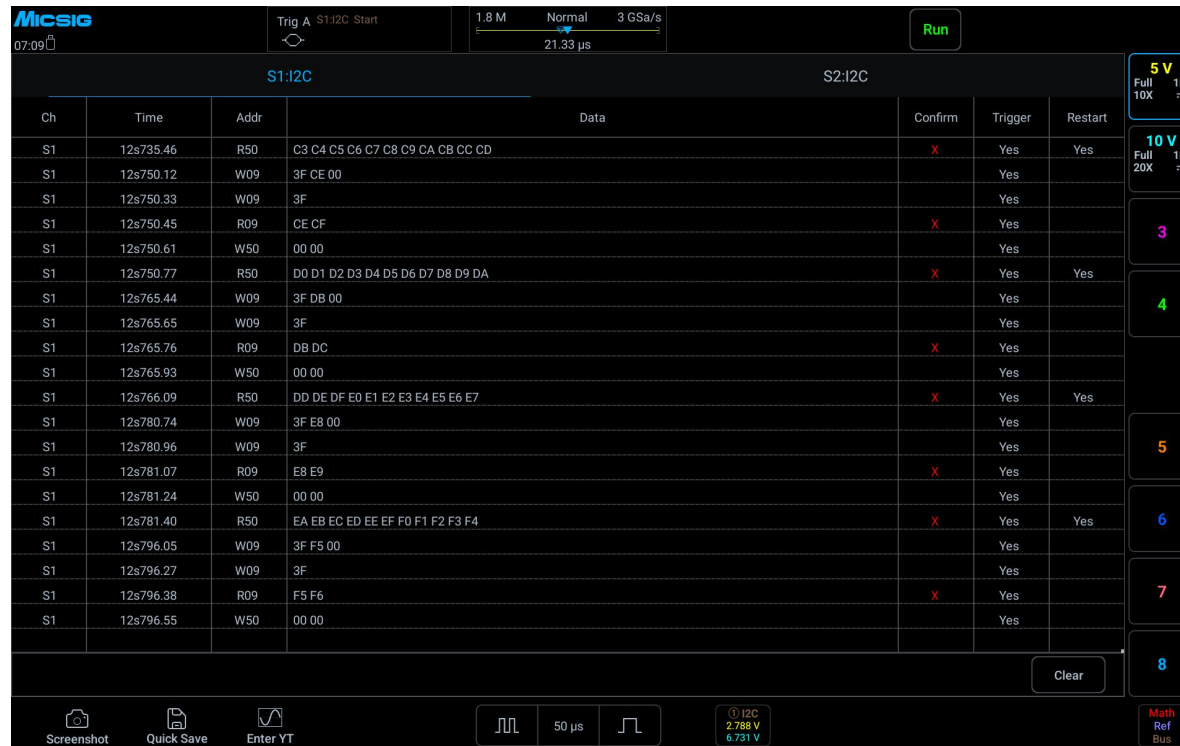 Micsig
Trig A S1:I2C Start
1.8 M Normal 3 GSa/s
Run
07:09
21.33 µs
S1:I2C S2:I2C
5 V
Full 1
10X
Ch Time Addr Data Confirm Trigger Restart
S1 12s735.46 R50 C3 C4 C5 C6 C7 C8 C9 CA CB CC CD X Yes Yes
10 V
Full 1
20X
S1 12s750.12 W09 3F CE 00 Yes
S1 12s750.33 W09 3F Yes
S1 12s750.45 R09 CE CF X Yes
3
S1 12s750.61 W50 00 00 Yes
S1 12s750.77 R50 D0 D1 D2 D3 D4 D5 D6 D7 D8 D9 DA X Yes Yes
S1 12s765.44 W09 3F DB 00 Yes
4
S1 12s765.65 W09 3F Yes
S1 12s765.76 R09 DB DC X Yes
S1 12s765.93 W50 00 00 Yes
S1 12s766.09 R50 DD DE DF E0 E1 E2 E3 E4 E5 E6 E7 X Yes Yes
S1 12s780.74 W09 3F E8 00 Yes
S1 12s780.96 W09 3F Yes
5
S1 12s781.07 R09 E8 E9 X Yes
S1 12s781.24 W50 00 00 Yes
S1 12s781.40 R50 EA EB EC ED EE EF F0 F1 F2 F3 F4 X Yes Yes
6
S1 12s796.05 W09 3F F5 00 Yes
S1 12s796.27 W09 3F Yes
S1 12s796.38 R09 F5 F6 X Yes
7
S1 12s796.55 W50 00 00 Yes
8
Clear
Screenshot Quick Save Enter YT
50 µs
1 I2C
2.788 V
6.731 V
Math
Ref
Bus